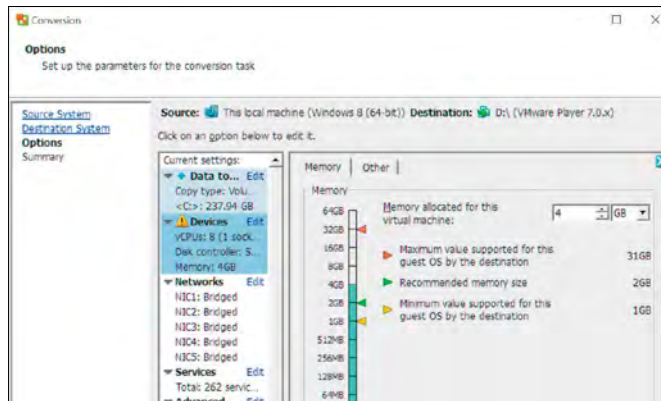 Conversion
Options
Set up the parameters for the conversion task
Source System
Destination System
Options
Summary
Source: This local machine (Windows 8 (64-bit)) Destination: D:\ (VMware Player 7.0.x)
Click on an option below to edit it.
Current settings:
Data to... Edit
Copy type: Volu...
<C:>: 237.94 GB
Devices Edit
vCPUs: 8 (1 sock...
Disk controller: S...
Memory: 4GB
Networks Edit
NIC1: Bridged
NIC2: Bridged
NIC3: Bridged
NIC4: Bridged
NIC5: Bridged
Services Edit
Total: 262 servic...
Advanced Edit
Memory Other
Memory
64GB
32GB
16GB
8GB
4GB
2GB
1GB
512MB
256MB
128MB
64MB
Memory allocated for this
virtual machine:
4 GB
Maximum value supported for this
guest OS by the destination
31GB
Recommended memory size 2GB
Minimum value supported for this
guest OS by the destination
1GB